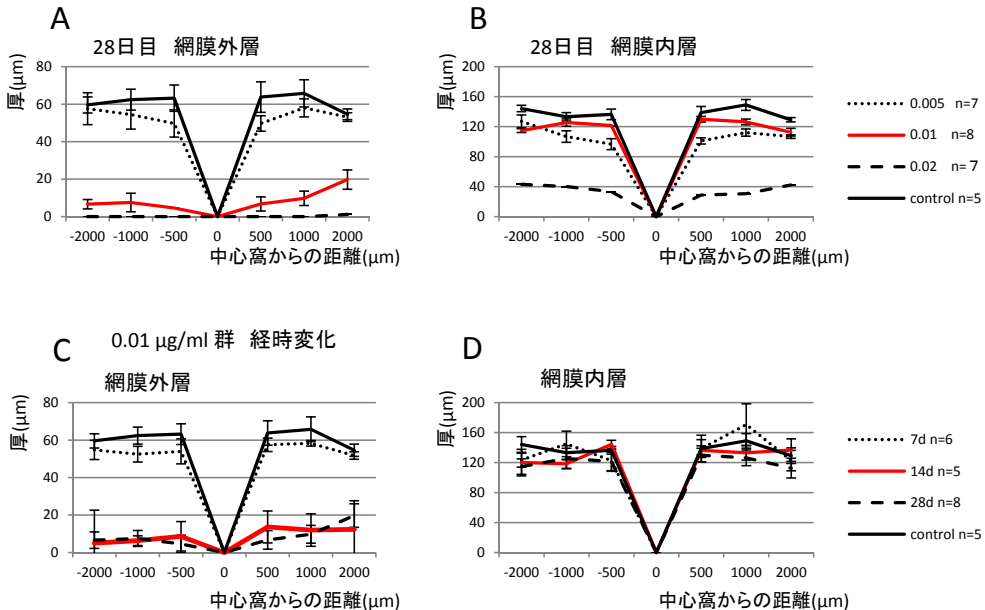 A
28日目 網膜外層
厚(μm)
80
60
40
20
0
-2000 -1000 -500 0 500 1000 2000
中心窩からの距離(μm)
B
28日目 網膜内層
厚(μm)
200
160
120
80
40
0
-2000 -1000 -500 0 500 1000 2000
中心窩からの距離(μm)
0.005 n=7
0.01 n=8
0.02 n=7
control n=5
C
0.01 μg/ml 群 経時変化
網膜外層
厚(μm)
80
60
40
20
0
-2000 -1000 -500 0 500 1000 2000
中心窩からの距離(μm)
D
網膜内層
厚(μm)
200
160
120
80
40
0
-2000 -1000 -500 0 500 1000 2000
中心窩からの距離(μm)
7d n=6
14d n=5
28d n=8
control n=5